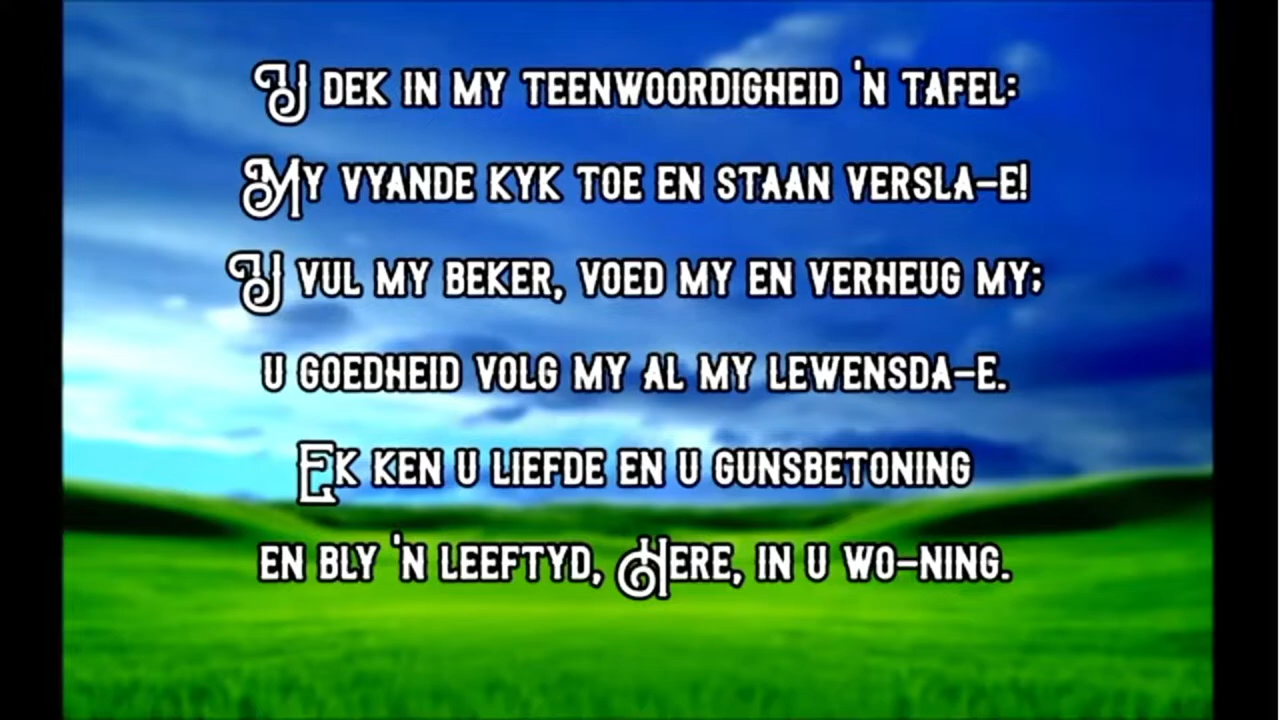 U dek in my teenwoordigheid 'n tafel:
My vyande kyk toe en staan versla-e!
U vul my beker, voed my en verheug my;
u goedheid volg my al my lewensda-e.
Ek ken u liefde en u gunsbetoning
en bly 'n leeftyd, Here, in u wo-ning.